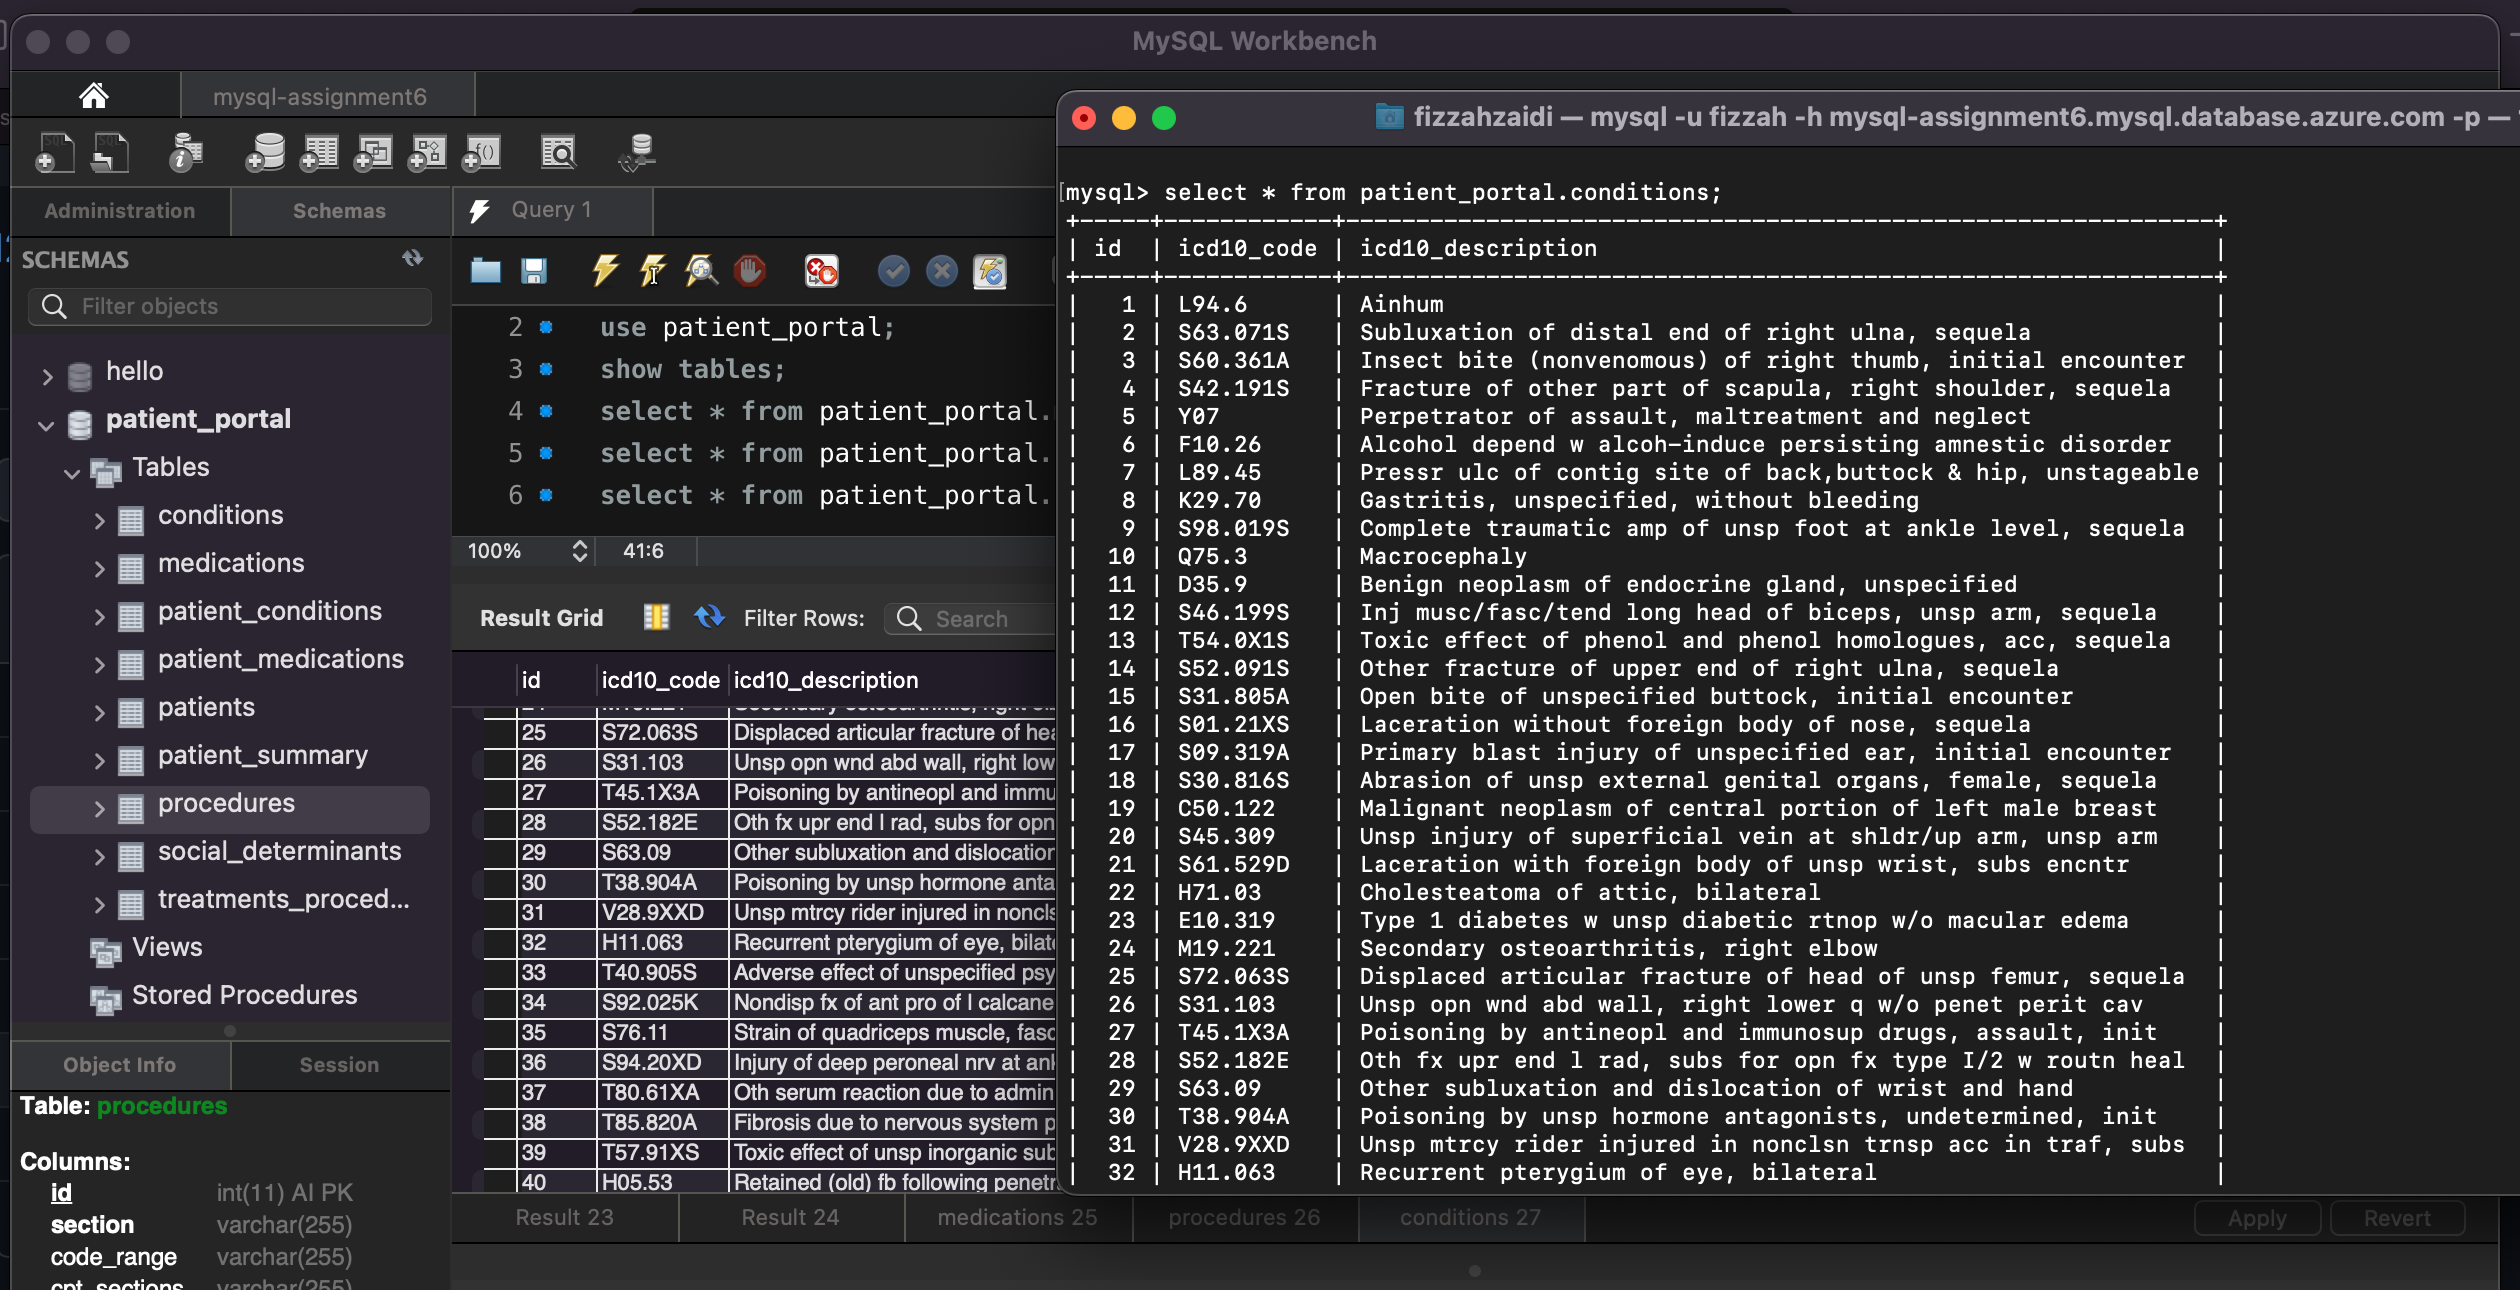 MySQL Workbench
mysql-assignment6
Administration
Schemas
Query 1
SCHEMAS
Filter objects
hello
patient_portal
Tables
conditions
medications
patient_conditions
patient_medications
patients
patient_summary
procedures
social_determinants
treatments_proced...
Views
Stored Procedures
Object Info
Session
Table: procedures
Columns:
id int(11) AI PK
section varchar(255)
code_range varchar(255)
cpt_sections varchar(255)
2 use patient_portal;
3 show tables;
4 select * from patient_portal.
5 select * from patient_portal.
6 select * from patient_portal.
100% 41:6
Result Grid Filter Rows: Search
id icd10_code icd10_description
25 S72.063S Displaced articular fracture of hea
26 S31.103 Unsp opn wnd abd wall, right low
27 T45.1X3A Poisoning by antineopl and immu
28 S52.182E Oth fx upr end l rad, subs for opn
29 S63.09 Other subluxation and dislocation
30 T38.904A Poisoning by unsp hormone anta
31 V28.9XXD Unsp mtrcy rider injured in noncls
32 H11.063 Recurrent pterygium of eye, bilate
33 T40.905S Adverse effect of unspecified psy
34 S92.025K Nondisp fx of ant pro of l calcane
35 S76.11 Strain of quadriceps muscle, fasc
36 S94.20XD Injury of deep peroneal nrv at ank
37 T80.61XA Oth serum reaction due to admin
38 T85.820A Fibrosis due to nervous system p
39 T57.91XS Toxic effect of unsp inorganic sub
40 H05.53 Retained (old) fb following penetr
Result 23
Result 24
medications 25
procedures 26
conditions 27
Apply
Revert
fizzahzaidi — mysql -u fizzah -h mysql-assignment6.mysql.database.azure.com -p —
mysql> select * from patient_portal.conditions;
| id | icd10_code | icd10_description |
| 1 | L94.6 | Ainhum |
| 2 | S63.071S | Subluxation of distal end of right ulna, sequela |
| 3 | S60.361A | Insect bite (nonvenomous) of right thumb, initial encounter |
| 4 | S42.191S | Fracture of other part of scapula, right shoulder, sequela |
| 5 | Y07 | Perpetrator of assault, maltreatment and neglect |
| 6 | F10.26 | Alcohol depend w alcoh-induce persisting amnestic disorder |
| 7 | L89.45 | Pressr ulc of contig site of back,buttock & hip, unstageable |
| 8 | K29.70 | Gastritis, unspecified, without bleeding |
| 9 | S98.019S | Complete traumatic amp of unsp foot at ankle level, sequela |
| 10 | Q75.3 | Macrocephaly |
| 11 | D35.9 | Benign neoplasm of endocrine gland, unspecified |
| 12 | S46.199S | Inj musc/fasc/tend long head of biceps, unsp arm, sequela |
| 13 | T54.0X1S | Toxic effect of phenol and phenol homologues, acc, sequela |
| 14 | S52.091S | Other fracture of upper end of right ulna, sequela |
| 15 | S31.805A | Open bite of unspecified buttock, initial encounter |
| 16 | S01.21XS | Laceration without foreign body of nose, sequela |
| 17 | S09.319A | Primary blast injury of unspecified ear, initial encounter |
| 18 | S30.816S | Abrasion of unsp external genital organs, female, sequela |
| 19 | C50.122 | Malignant neoplasm of central portion of left male breast |
| 20 | S45.309 | Unsp injury of superficial vein at shldr/up arm, unsp arm |
| 21 | S61.529D | Laceration with foreign body of unsp wrist, subs encntr |
| 22 | H71.03 | Cholesteatoma of attic, bilateral |
| 23 | E10.319 | Type 1 diabetes w unsp diabetic rtnop w/o macular edema |
| 24 | M19.221 | Secondary osteoarthritis, right elbow |
| 25 | S72.063S | Displaced articular fracture of head of unsp femur, sequela |
| 26 | S31.103 | Unsp opn wnd abd wall, right lower q w/o penet perit cav |
| 27 | T45.1X3A | Poisoning by antineopl and immunosup drugs, assault, init |
| 28 | S52.182E | Oth fx upr end l rad, subs for opn fx type I/2 w routn heal |
| 29 | S63.09 | Other subluxation and dislocation of wrist and hand |
| 30 | T38.904A | Poisoning by unsp hormone antagonists, undetermined, init |
| 31 | V28.9XXD | Unsp mtrcy rider injured in nonclsn trnsp acc in traf, subs |
| 32 | H11.063 | Recurrent pterygium of eye, bilateral |